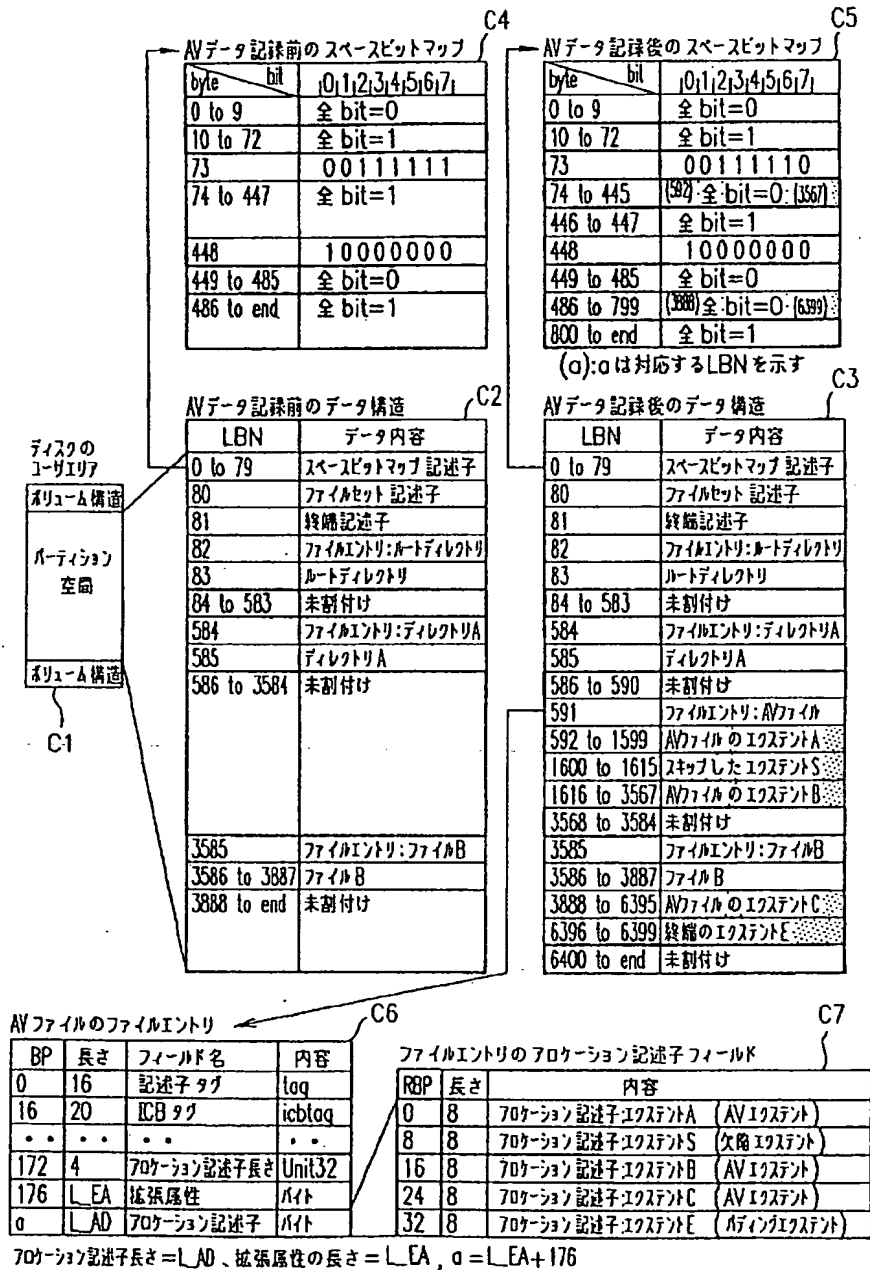 C4
AVデータ記録前のスペースビットマップ
byte bit 0 1 2 3 4 5 6 7
0 to 9 全 bit=0
10 to 72 全 bit=1
73 00111111
74 to 447 全 bit=1
448 10000000
449 to 485 全 bit=0
486 to end 全 bit=1
C5
AVデータ記録後のスペースビットマップ
byte bit 0 1 2 3 4 5 6 7
0 to 9 全 bit=0
10 to 72 全 bit=1
73 00111110
74 to 445 (592) 全 bit=0 (3567)
446 to 447 全 bit=1
448 10000000
449 to 485 全 bit=0
486 to 799 (3888) 全 bit=0 (6399)
800 to end 全 bit=1
(a):aは対応するLBNを示す
ディスクの
ユーザエリア
ボリューム構造
パーティション
空間
ボリューム構造
C1
AVデータ記録前のデータ構造
C2
LBN データ内容
0 to 79 スペースビットマップ 記述子
80 ファイルセット 記述子
81 終端記述子
82 ファイルエントリ:ルートディレクトリ
83 ルートディレクトリ
84 to 583 未割付け
584 ファイルエントリ:ディレクトリA
585 ディレクトリA
586 to 3584 未割付け
3585 ファイルエントリ:ファイルB
3586 to 3887 ファイルB
3888 to end 未割付け
AVデータ記録後のデータ構造
C3
LBN データ内容
0 to 79 スペースビットマップ 記述子
80 ファイルセット 記述子
81 終端記述子
82 ファイルエントリ:ルートディレクトリ
83 ルートディレクトリ
84 to 583 未割付け
584 ファイルエントリ:ディレクトリA
585 ディレクトリA
586 to 590 未割付け
591 ファイルエントリ:AVファイル
592 to 1599 AVファイルのエクステントA
1600 to 1615 スキップしたエクステントS
1616 to 3567 AVファイルのエクステントB
3568 to 3584 未割付け
3585 ファイルエントリ:ファイルB
3586 to 3887 ファイルB
3888 to 6395 AVファイルのエクステントC
6396 to 6399 終端のエクステントE
6400 to end 未割付け
AVファイルのファイルエントリ
C6
BP 長さ フィールド名 内容
0 16 記述子タグ tag
16 20 ICBタグ icbtag
・・ ・・ ・・ ・・
172 4 アロケーション記述子長さ Unit32
176 L_EA 拡張属性 バイト
a L_AD アロケーション記述子 バイト
ファイルエントリのアロケーション記述子フィールド
C7
RBP 長さ 内容
0 8 アロケーション記述子:エクステントA (AVエクステント)
8 8 アロケーション記述子:エクステントS (欠陥エクステント)
16 8 アロケーション記述子:エクステントB (AVエクステント)
24 8 アロケーション記述子:エクステントC (AVエクステント)
32 8 アロケーション記述子:エクステントE (パディングエクステント)
アロケーション記述子長さ=L_AD、拡張属性の長さ=L_EA, a=L_EA+176